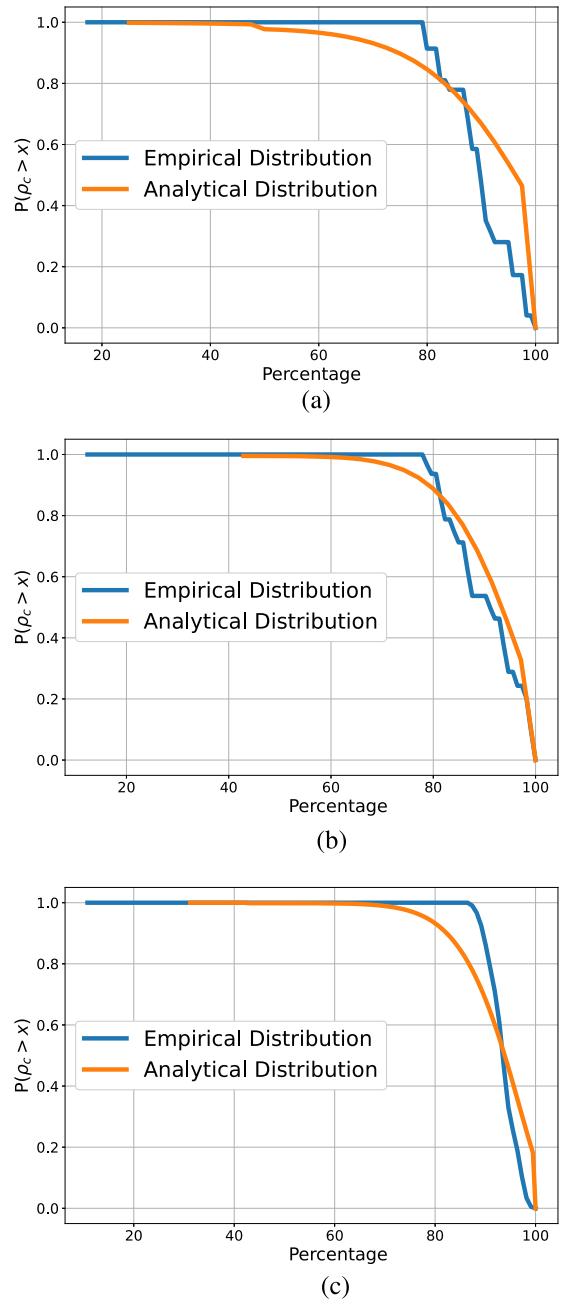 1.0
0.8
0.6
0.4
0.2
0.0
P(ρc > x)
Empirical Distribution
Analytical Distribution
20 40 60 80 100
Percentage
(a)
1.0
0.8
0.6
0.4
0.2
0.0
P(ρc > x)
Empirical Distribution
Analytical Distribution
20 40 60 80 100
Percentage
(b)
1.0
0.8
0.6
0.4
0.2
0.0
P(ρc > x)
Empirical Distribution
Analytical Distribution
20 40 60 80 100
Percentage
(c)